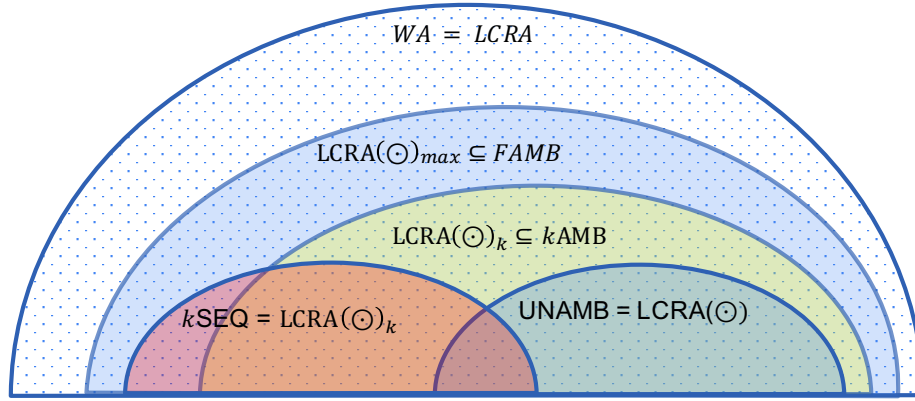 WA = LCRA
LCRA(⊙)max ⊆ FAMB
LCRA(⊙)k ⊆ kAMB
kSEQ = LCRA(⊙)k
UNAMB = LCRA(⊙)